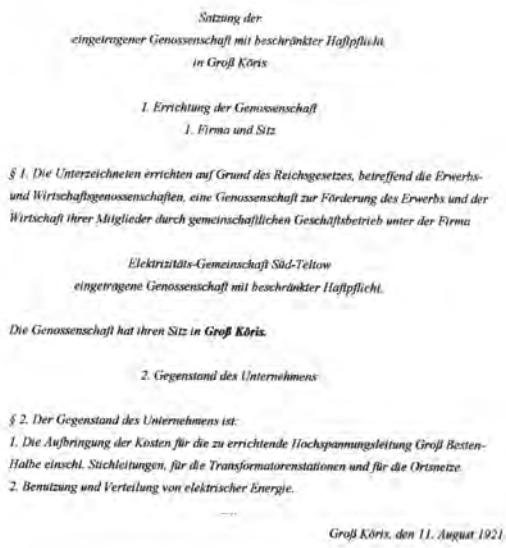 Satzung der
eingetragener Genossenschaft mit beschränkter Haftpflicht
in Groß Köris
1. Errichtung der Genossenschaft
1. Firma und Sitz
§ 1. Die Unterzeichneten errichten auf Grund des Reichsgesetzes, betreffend die Erwerbs-
und Wirtschaftsgenossenschaften, eine Genossenschaft zur Förderung des Erwerbs und der
Wirtschaft ihrer Mitglieder durch gemeinschaftlichen Geschäftsbetrieb unter der Firma
Elektrizitäts-Gemeinschaft Süd-Teltow
eingetragene Genossenschaft mit beschränkter Haftpflicht.
Die Genossenschaft hat ihren Sitz in Groß Köris.
2. Gegenstand des Unternehmens
§ 2. Der Gegenstand des Unternehmens ist:
1. Die Aufbringung der Kosten für die zu errichtende Hochspannungsleitung Groß Besten-
Halbe einschl. Stichleitungen, für die Transformatorenstationen und für die Ortsnetze.
2. Benutzung und Verteilung von elektrischer Energie.
....
Groß Köris, den 11. August 1921